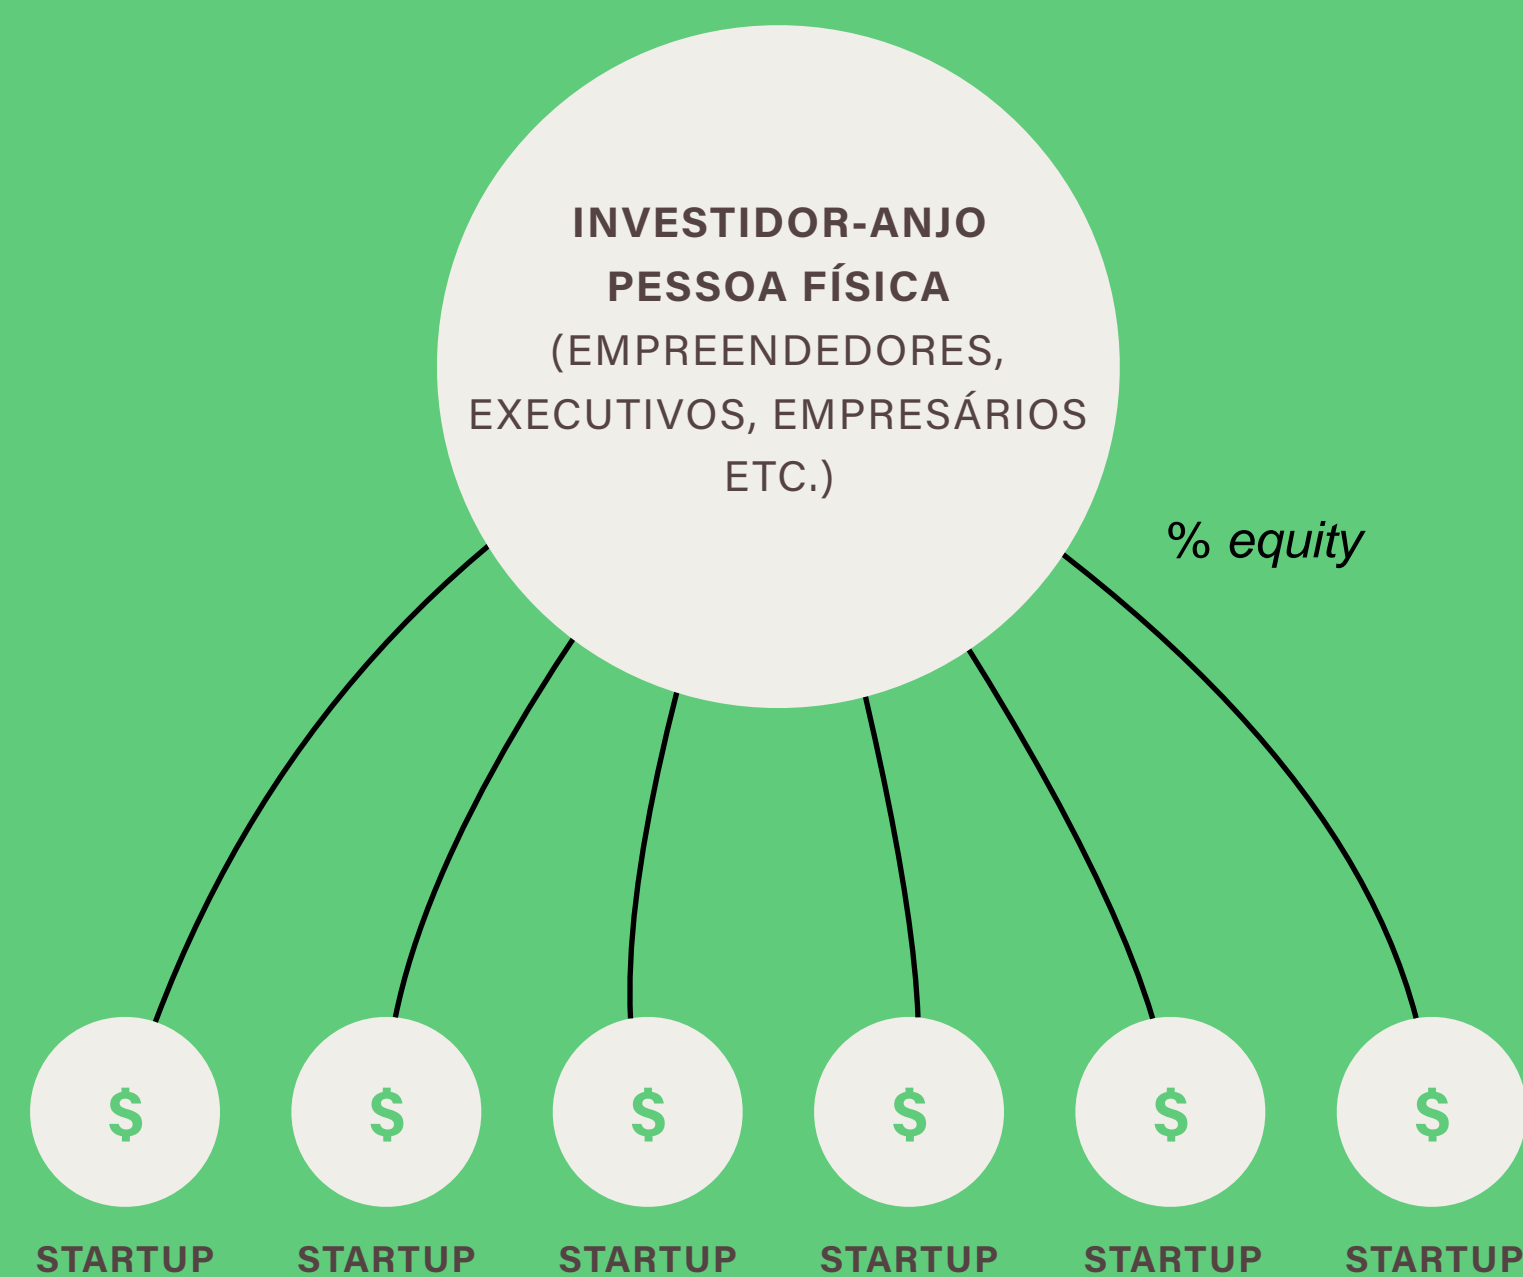 INVESTIDOR-ANJO
PESSOA FÍSICA
(EMPREENDEDORES,
EXECUTIVOS, EMPRESÁRIOS
ETC.)
% equity
$ $ $ $ $ $
STARTUP STARTUP STARTUP STARTUP STARTUP STARTUP